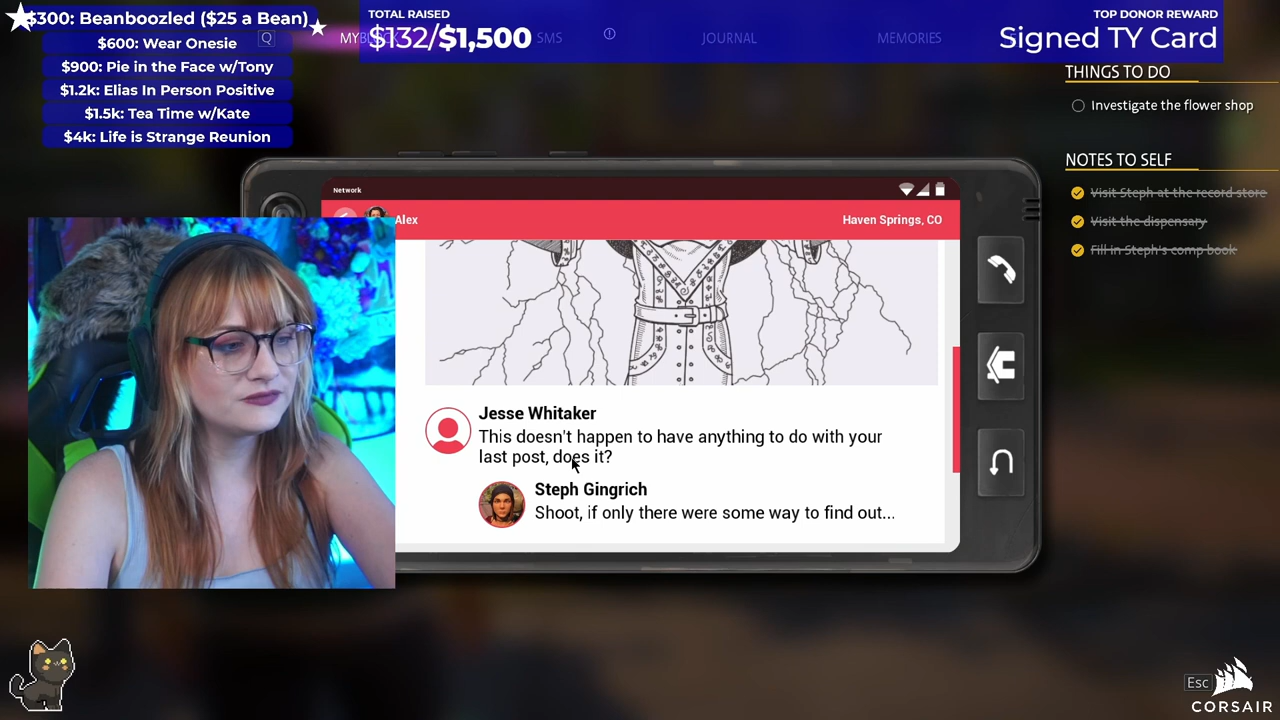 $300: Beanboozled ($25 a Bean)
$600: Wear Onesie
$900: Pie in the Face w/Tony
$1.2k: Elias In Person Positive
$1.5k: Tea Time w/Kate
$4k: Life is Strange Reunion
TOTAL RAISED
$132/$1,500
TOP DONOR REWARD
Signed TY Card
Q
SMS
JOURNAL
MEMORIES
THINGS TO DO
Investigate the flower shop
NOTES TO SELF
Visit Steph at the record store
Visit the dispensary
Fill in Steph's comp book
Network
Alex
Haven Springs, CO
Jesse Whitaker
This doesn't happen to have anything to do with your
last post, does it?
Steph Gingrich
Shoot, if only there were some way to find out...
Esc
CORSAIR